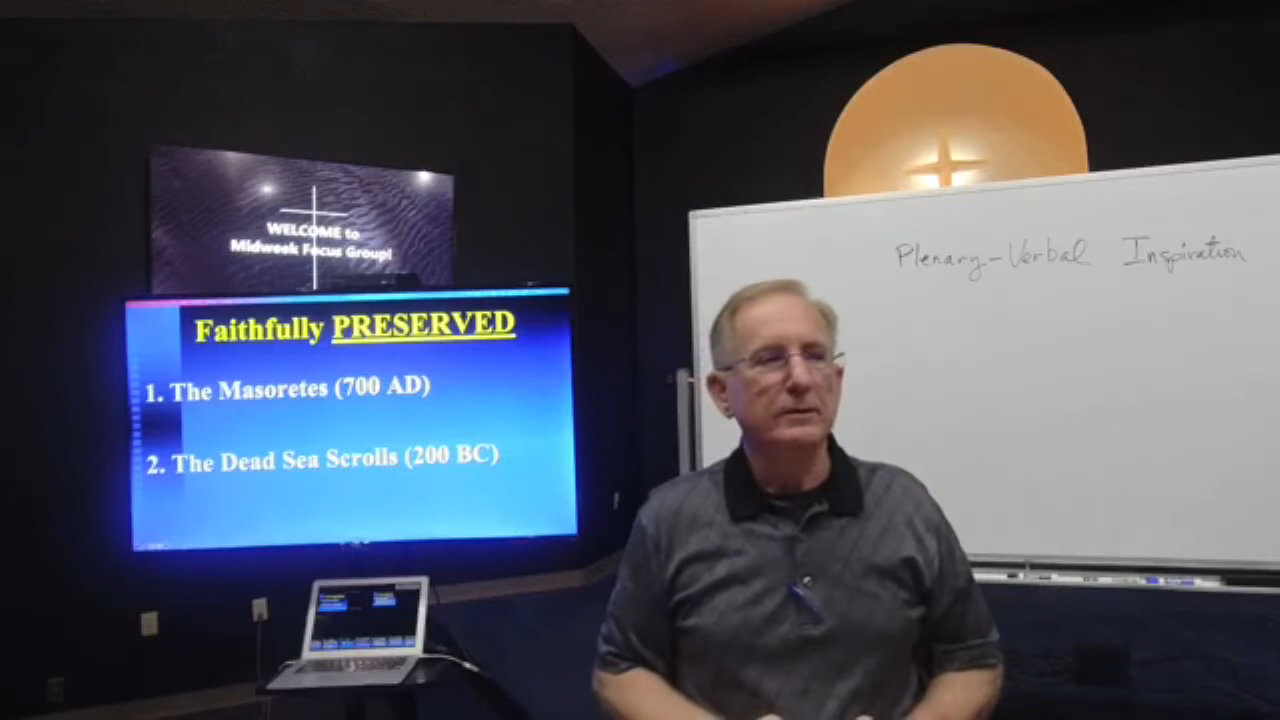 WELCOME to
Midweek Focus Group!
Faithfully PRESERVED
1. The Masoretes (700 AD)
2. The Dead Sea Scrolls (200 BC)
Plenary-Verbal Inspiration